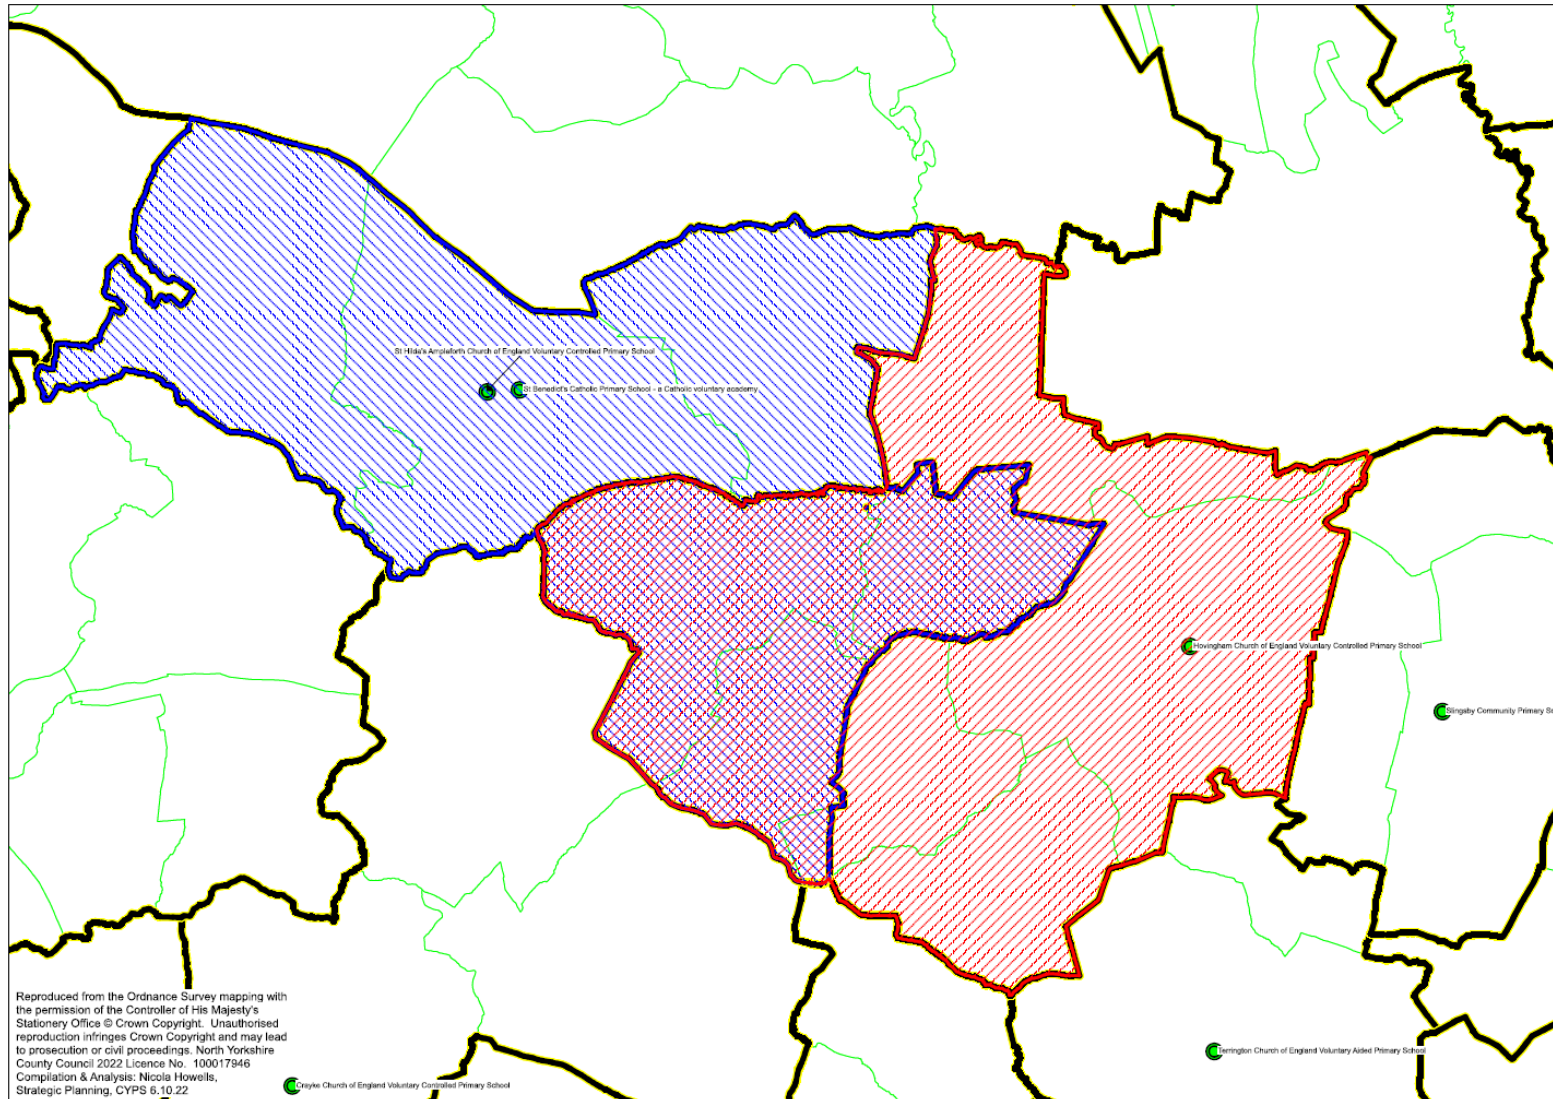 St Hilda's Ampleforth Church of England Voluntary Controlled Primary School
St Benedict's Catholic Primary School - a Catholic voluntary academy
Hovingham Church of England Voluntary Controlled Primary School
Slingsby Community Primary
Terrington Church of England Voluntary Aided Primary School
Crayke Church of England Voluntary Controlled Primary School
Reproduced from the Ordnance Survey mapping with
the permission of the Controller of His Majesty's
Stationery Office © Crown Copyright. Unauthorised
reproduction infringes Crown Copyright and may lead
to prosecution or civil proceedings. North Yorkshire
County Council 2022 Licence No. 100017946
Compilation & Analysis: Nicola Howells,
Strategic Planning, CYPS 6.10.22